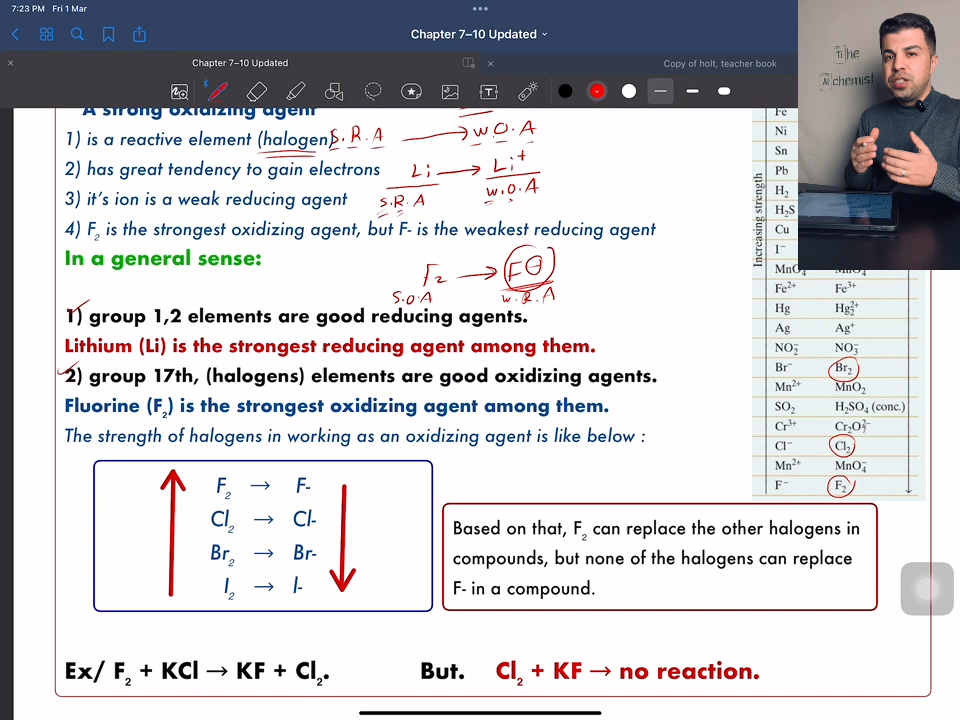 7:23 PM Fri 1 Mar
Chapter 7–10 Updated
Chapter 7–10 Updated
Copy of holt, teacher book
The
Alchemist
A strong oxidizing agent
1) is a reactive element (halogen) S.R.A → W.O.A
2) has great tendency to gain electrons Li → Li+
3) it's ion is a weak reducing agent S.R.A W.O.A
4) F2 is the strongest oxidizing agent, but F- is the weakest reducing agent
In a general sense:
F2 → F⊖
S.O.A W.R.A
1) group 1,2 elements are good reducing agents.
Lithium (Li) is the strongest reducing agent among them.
2) group 17th, (halogens) elements are good oxidizing agents.
Fluorine (F2) is the strongest oxidizing agent among them.
The strength of halogens in working as an oxidizing agent is like below :
F2 → F-
Cl2 → Cl-
Br2 → Br-
I2 → I-
Based on that, F2 can replace the other halogens in
compounds, but none of the halogens can replace
F- in a compound.
Ex/ F2 + KCl → KF + Cl2. But. Cl2 + KF → no reaction.
Increasing strength
Fe
Ni
Sn
Pb
H2
H2S
Cu
I−
MnO4 MnO4−
Fe2+ Fe3+
Hg Hg2 2+
Ag Ag+
NO2− NO3−
Br− Br2
Mn2+ MnO2
SO2 H2SO4 (conc.)
Cr3+ Cr2O7 2−
Cl− Cl2
Mn2+ MnO4−
F− F2